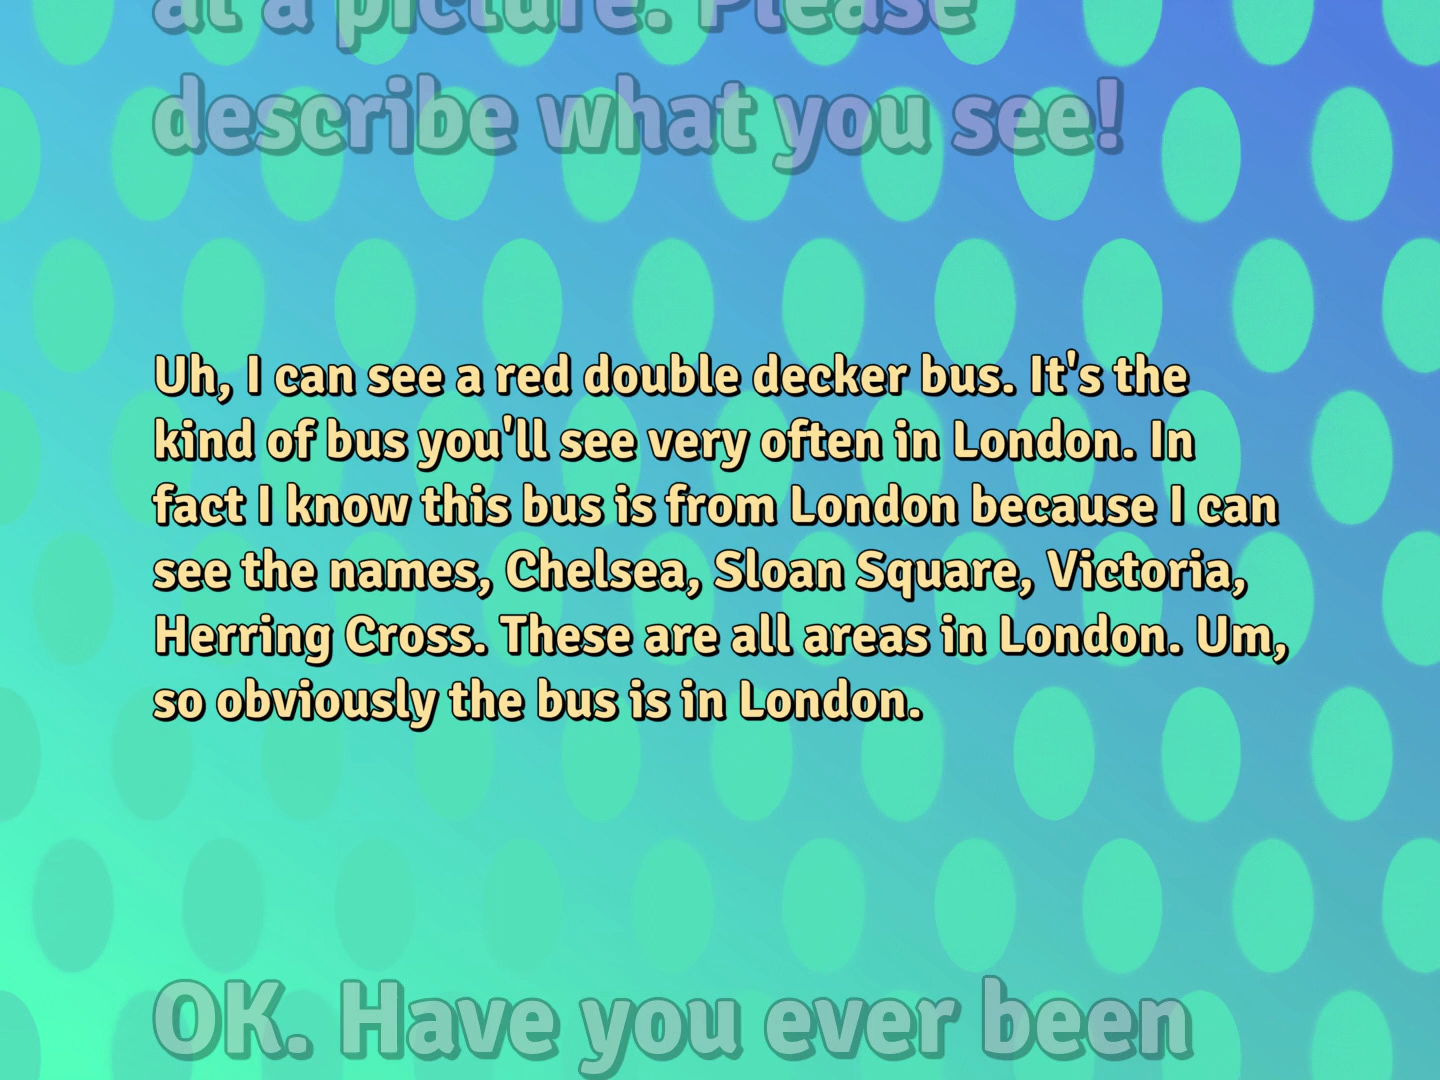 at a picture. Please
describe what you see!
Uh, I can see a red double decker bus. It's the
kind of bus you'll see very often in London. In
fact I know this bus is from London because I can
see the names, Chelsea, Sloan Square, Victoria,
Herring Cross. These are all areas in London. Um,
so obviously the bus is in London.
OK. Have you ever been